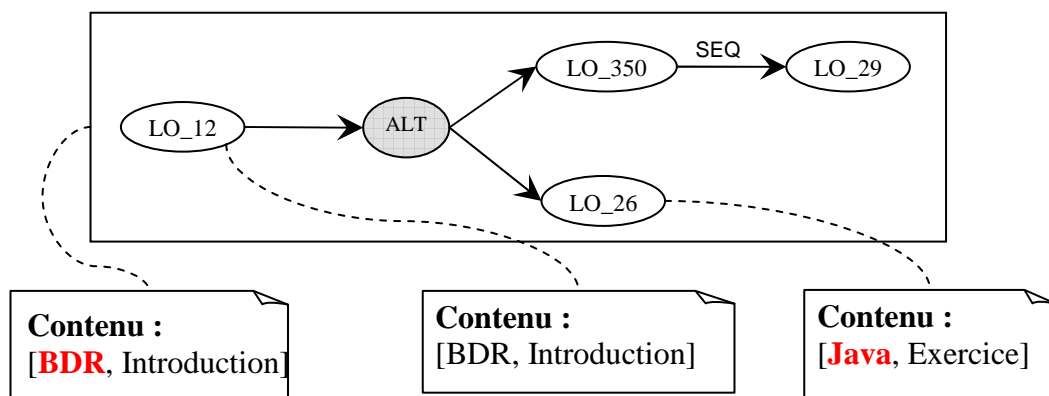 SEQ
LO_350
LO_29
LO_12
ALT
LO_26
Contenu :
[BDR, Introduction]
Contenu :
[BDR, Introduction]
Contenu :
[Java, Exercice]